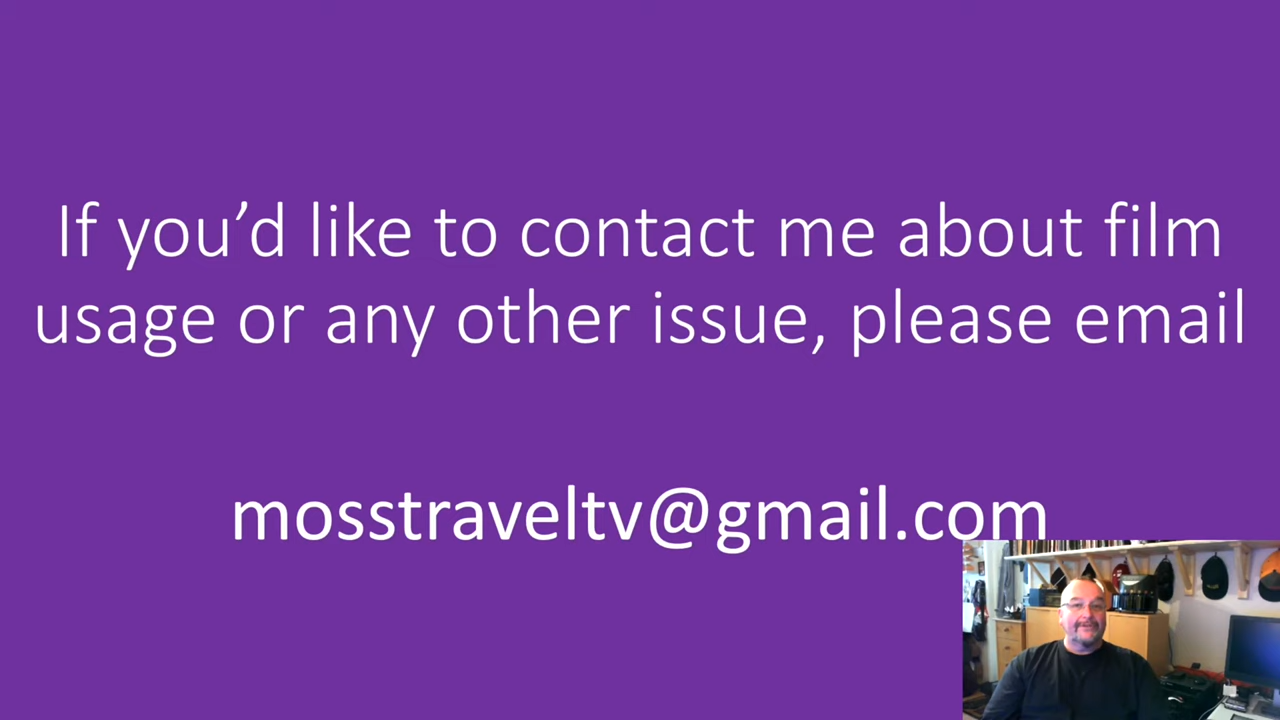 If you’d like to contact me about film
usage or any other issue, please email
mosstraveltv@gmail.com